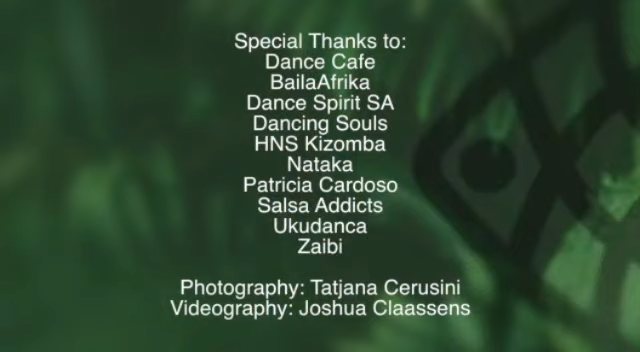 Special Thanks to:
Dance Cafe
BailaAfrika
Dance Spirit SA
Dancing Souls
HNS Kizomba
Nataka
Patricia Cardoso
Salsa Addicts
Ukudanca
Zaibi
Photography: Tatjana Cerusini
Videography: Joshua Claassens